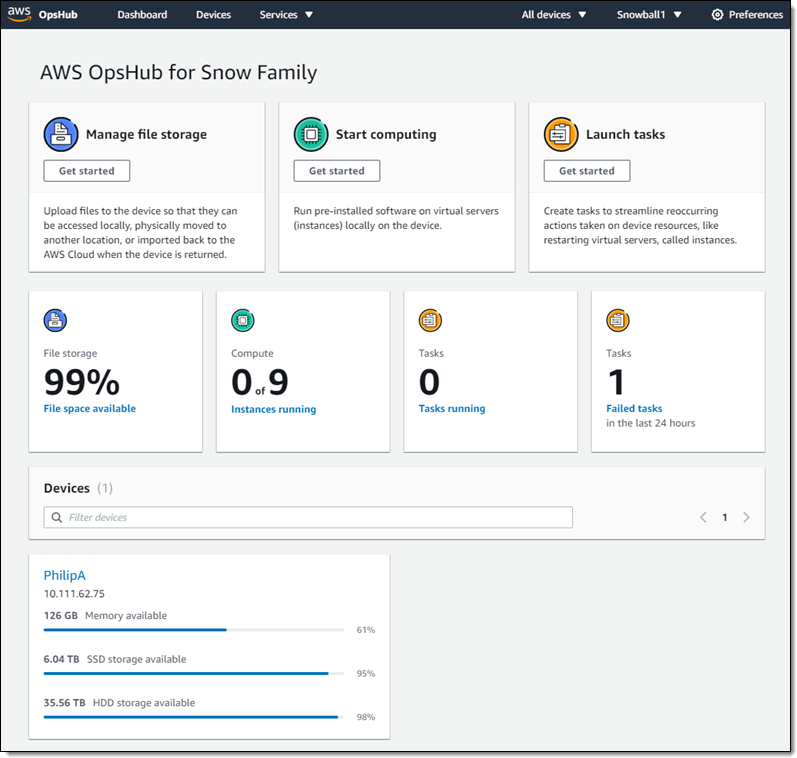 aws OpsHub Dashboard Devices Services All devices Snowball1 Preferences
AWS OpsHub for Snow Family
Manage file storage
Get started
Upload files to the device so that they can
be accessed locally, physically moved to
another location, or imported back to the
AWS Cloud when the device is returned.
Start computing
Get started
Run pre-installed software on virtual servers
(instances) locally on the device.
Launch tasks
Get started
Create tasks to streamline reoccurring
actions taken on device resources, like
restarting virtual servers, called instances.
File storage
99%
File space available
Compute
0 of 9
Instances running
Tasks
0
Tasks running
Tasks
1
Failed tasks
in the last 24 hours
Devices (1)
Filter devices
1
PhilipA
10.111.62.75
126 GB Memory available
61%
6.04 TB SSD storage available
95%
35.56 TB HDD storage available
98%